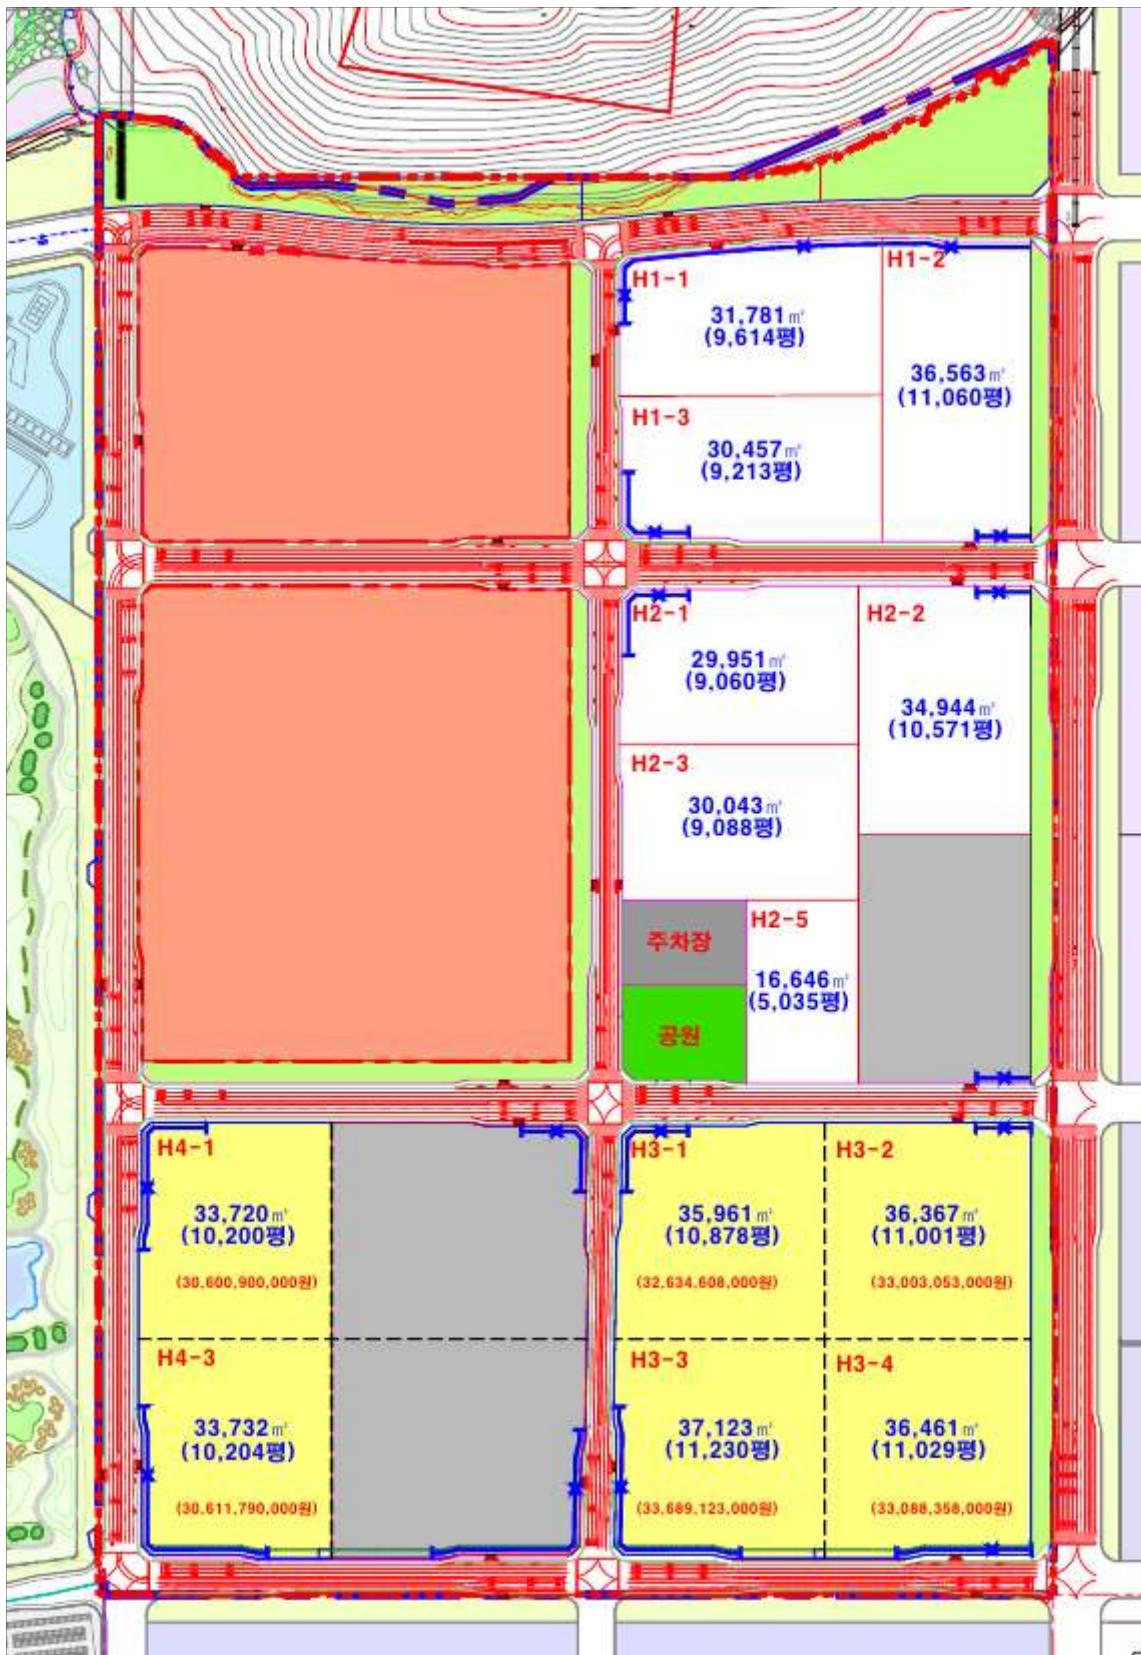 H1-1
31,781㎡
(9,614평)
H1-2
36,563㎡
(11,060평)
H1-3
30,457㎡
(9,213평)
H2-1
29,951㎡
(9,060평)
H2-2
34,944㎡
(10,571평)
H2-3
30,043㎡
(9,088평)
주차장
H2-5
16,646㎡
(5,035평)
공원
H4-1
33,720㎡
(10,200평)
(30,600,900,000원)
H3-1
35,961㎡
(10,878평)
(32,634,608,000원)
H3-2
36,367㎡
(11,001평)
(33,003,053,000원)
H4-3
33,732㎡
(10,204평)
(30,611,790,000원)
H3-3
37,123㎡
(11,230평)
(33,689,123,000원)
H3-4
36,461㎡
(11,029평)
(33,088,358,000원)